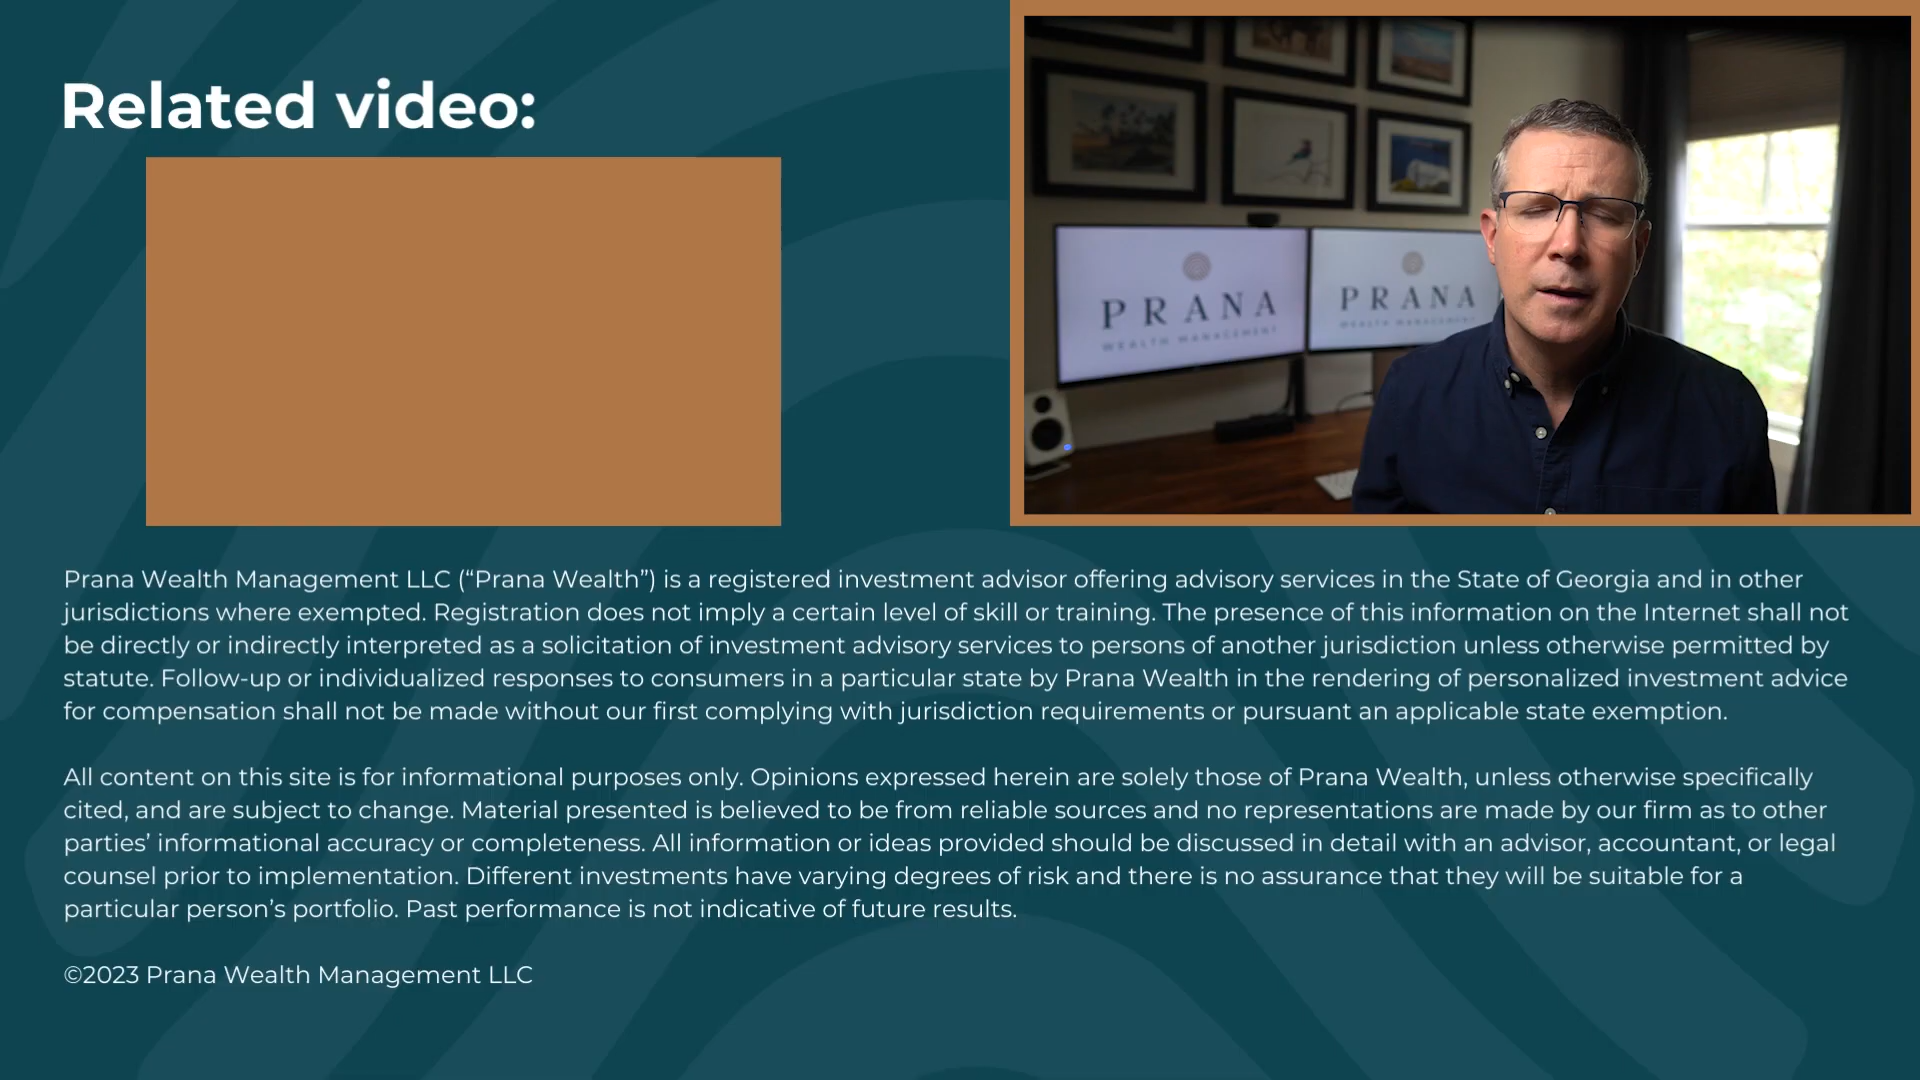 Related video:
PRANA
WEALTH MANAGEMENT
PRANA
WEALTH MANAGEMENT
Prana Wealth Management LLC (“Prana Wealth”) is a registered investment advisor offering advisory services in the State of Georgia and in other
jurisdictions where exempted. Registration does not imply a certain level of skill or training. The presence of this information on the Internet shall not
be directly or indirectly interpreted as a solicitation of investment advisory services to persons of another jurisdiction unless otherwise permitted by
statute. Follow-up or individualized responses to consumers in a particular state by Prana Wealth in the rendering of personalized investment advice
for compensation shall not be made without our first complying with jurisdiction requirements or pursuant an applicable state exemption.
All content on this site is for informational purposes only. Opinions expressed herein are solely those of Prana Wealth, unless otherwise specifically
cited, and are subject to change. Material presented is believed to be from reliable sources and no representations are made by our firm as to other
parties’ informational accuracy or completeness. All information or ideas provided should be discussed in detail with an advisor, accountant, or legal
counsel prior to implementation. Different investments have varying degrees of risk and there is no assurance that they will be suitable for a
particular person’s portfolio. Past performance is not indicative of future results.
©2023 Prana Wealth Management LLC